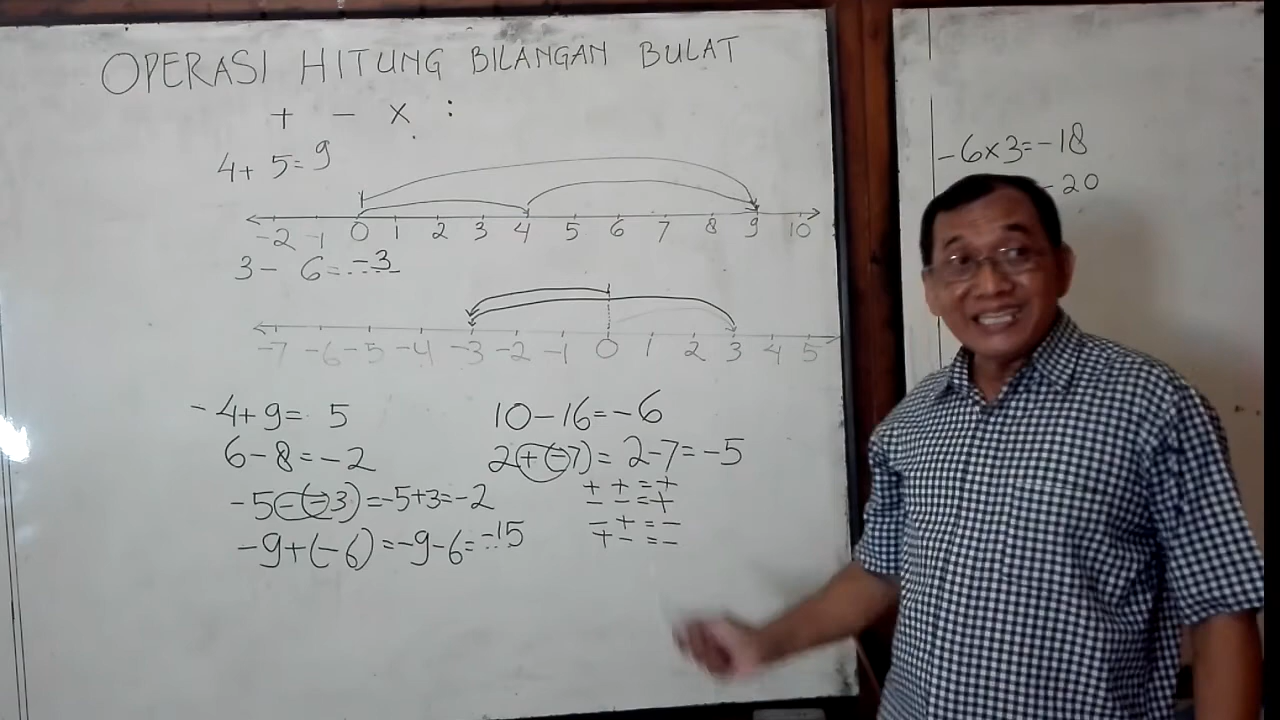 OPERASI HITUNG BILANGAN BULAT
+ - x :
4+ 5=9
-2 -1 0 1 2 3 4 5 6 7 8 9 10
3- 6=-3
-7 -6 -5 -4 -3 -2 -1 0 1 2 3 4 5
-4+9= 5
6-8=-2
-5-(-3)=-5+3=-2
-9+(-6)=-9-6=-15
10-16=-6
2+(-7)= 2-7=-5
+ +=+
- -=+
- +=-
+ -=-
-6x3=-18
-20